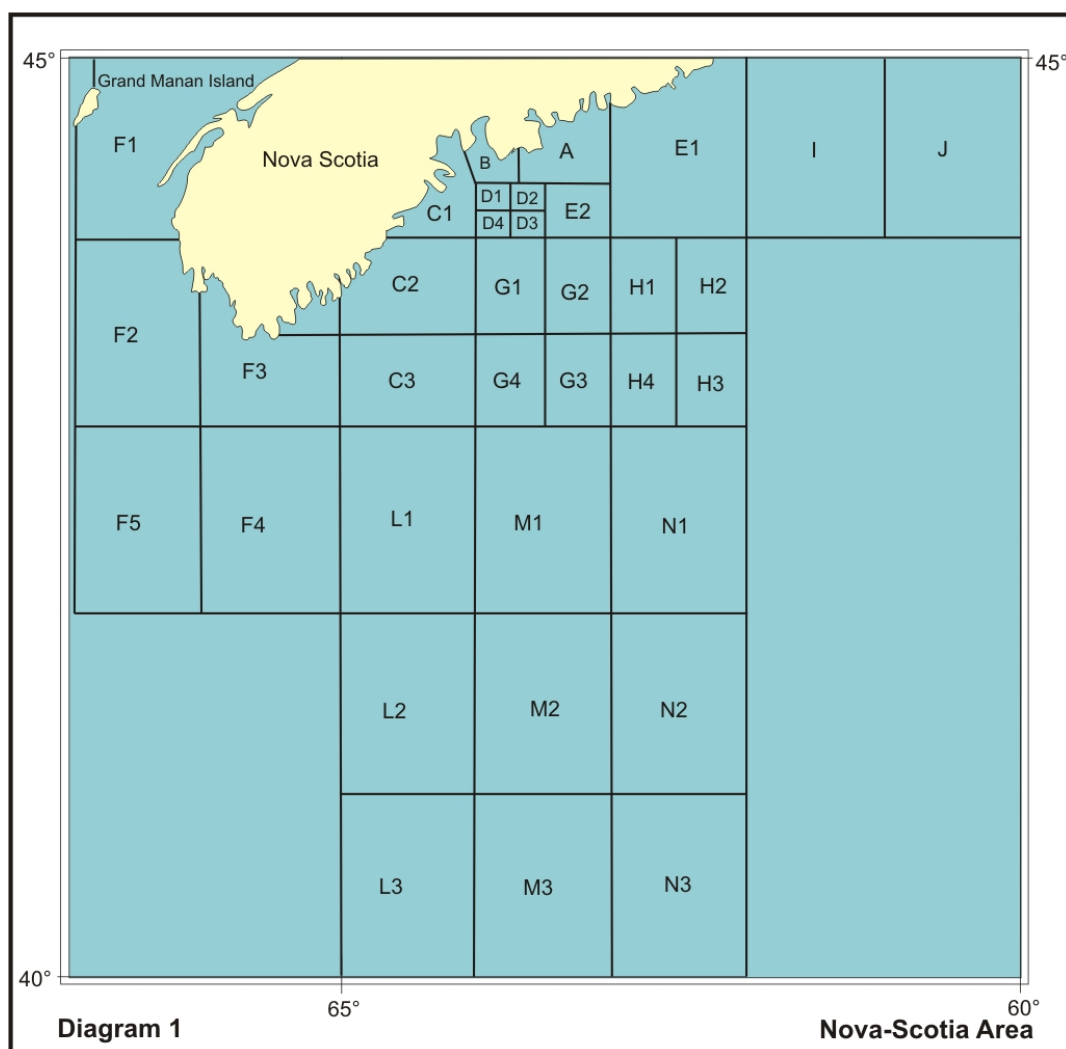 45° 45°
Grand Manan Island
F1 Nova Scotia B A E1 I J
D1 D2
C1 E2
D4 D3
C2 G1 G2 H1 H2
F2
F3 C3 G4 G3 H4 H3
F5 F4 L1 M1 N1
L2 M2 N2
L3 M3 N3
40°
65° 60°
Diagram 1 Nova-Scotia Area